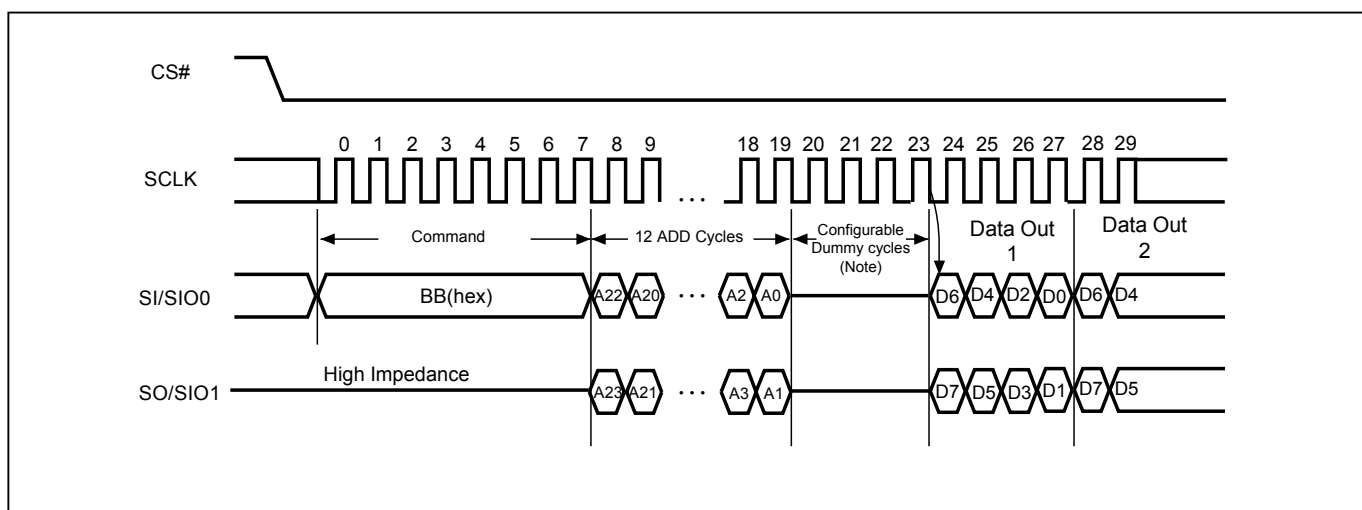 CS#
0 1 2 3 4 5 6 7 8 9 18 19 20 21 22 23 24 25 26 27 28 29
SCLK
...
Command
12 ADD Cycles
Configurable
Dummy cycles
(Note)
Data Out
1
Data Out
2
SI/SIO0
BB(hex)
A22 A20 ... A2 A0
D6 D4 D2 D0 D6 D4
SO/SIO1
High Impedance
A23 A21 ... A3 A1
D7 D5 D3 D1 D7 D5